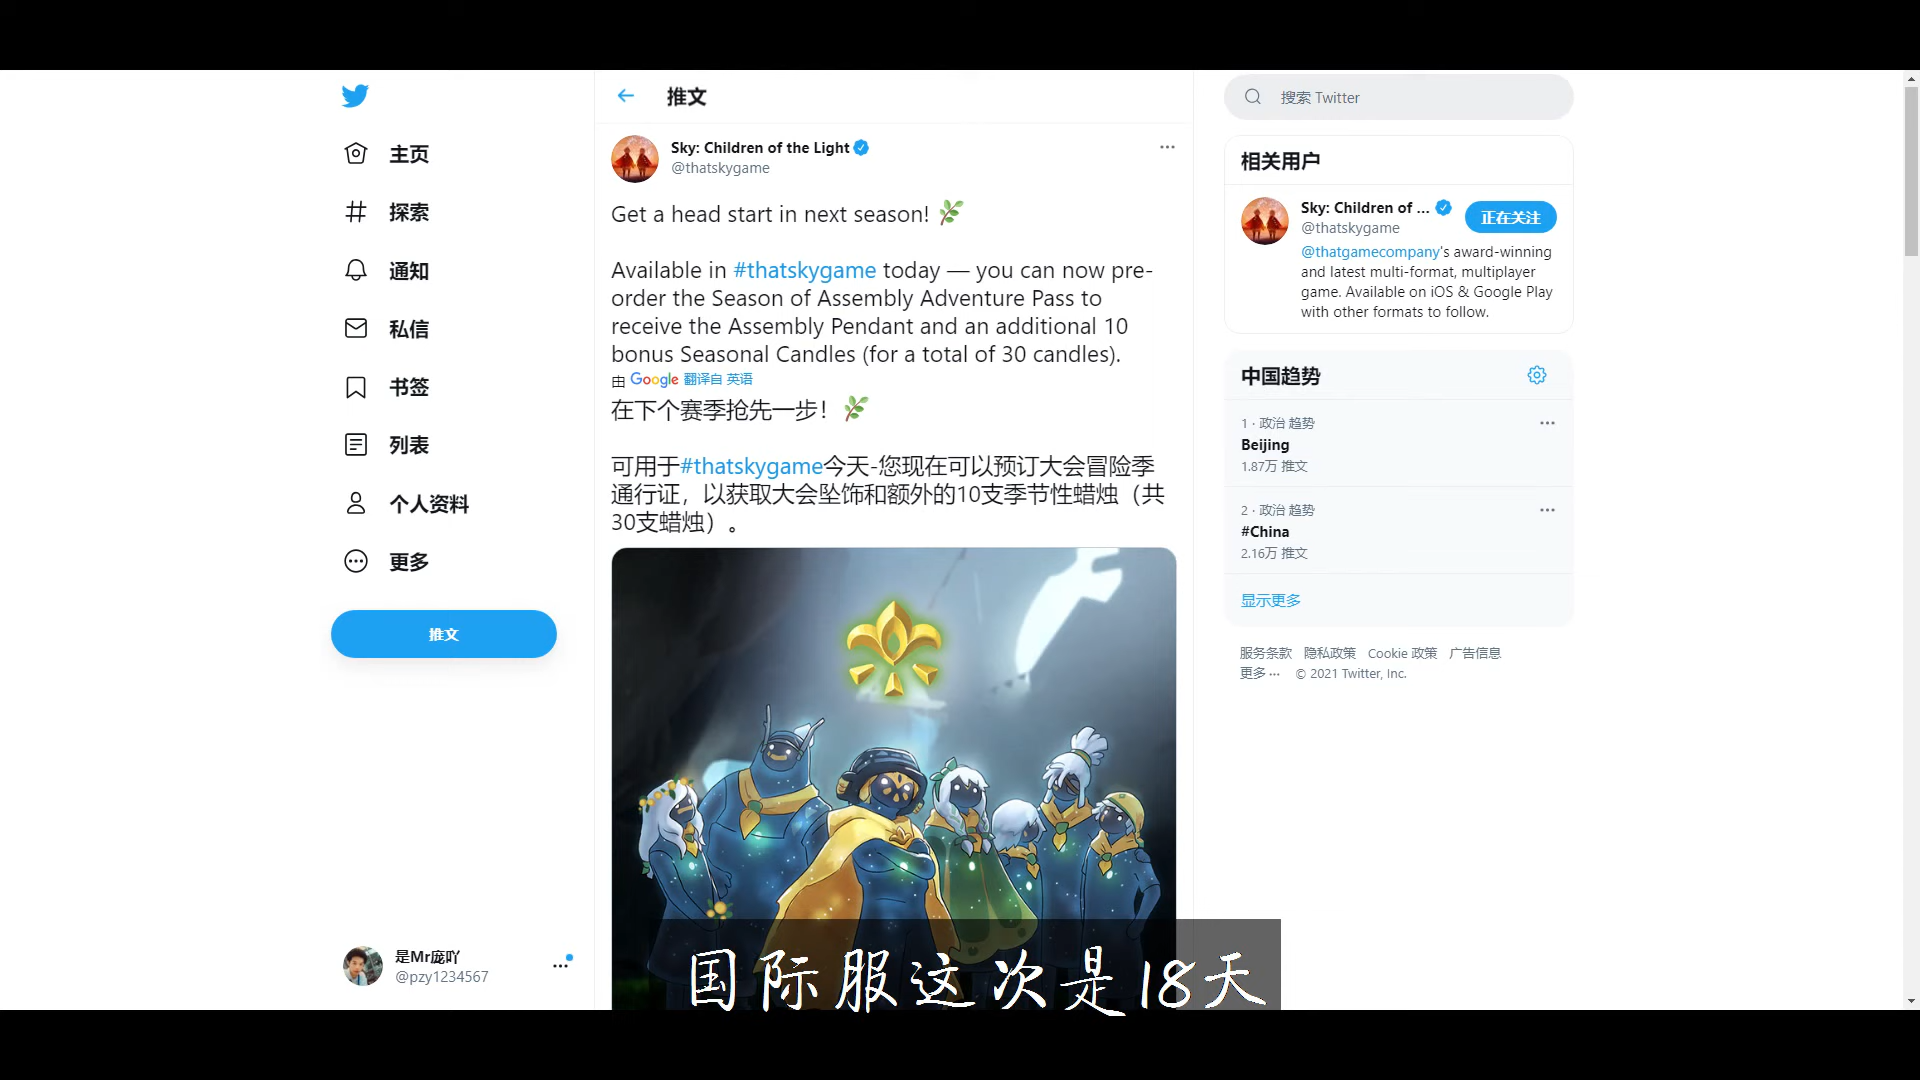 主页
探索
通知
私信
书签
列表
个人资料
更多
推文
是Mr庞吖
@pzy1234567
推文
Sky: Children of the Light
@thatskygame
Get a head start in next season! 🌿
Available in #thatskygame today — you can now pre-
order the Season of Assembly Adventure Pass to
receive the Assembly Pendant and an additional 10
bonus Seasonal Candles (for a total of 30 candles).
由 Google 翻译自 英语
在下个赛季抢先一步！🌿
可用于#thatskygame今天-您现在可以预订大会冒险季
通行证，以获取大会坠饰和额外的10支季节性蜡烛（共
30支蜡烛）。
国际服这次是18天
搜索 Twitter
相关用户
Sky: Children of ...
正在关注
@thatskygame
@thatgamecompany's award-winning
and latest multi-format, multiplayer
game. Available on iOS & Google Play
with other formats to follow.
中国趋势
1 · 政治 趋势
Beijing
1.87万 推文
2 · 政治 趋势
#China
2.16万 推文
显示更多
服务条款 隐私政策 Cookie 政策 广告信息
更多 ··· © 2021 Twitter, Inc.